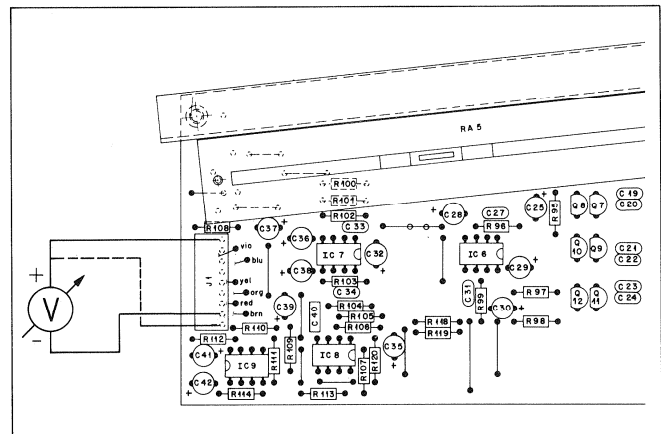 RA 5
R100
R101
R102
C33
R108
C37
C36
C28
C27
R96
C25
R95
Q8
Q7
C19
C20
vio
blu
J1
yel
org
red
brn
IC 7
C32
C38
R103
C34
IC 6
C29
C31
R99
R97
Q10
Q9
C21
C22
C23
C24
Q12
Q11
+
V
-
C39
C40
R104
R105
R106
C30
R98
R118
R119
R110
R112
C41
C42
IC9
R111
R109
IC 8
R107
R120
C35
R114
R113